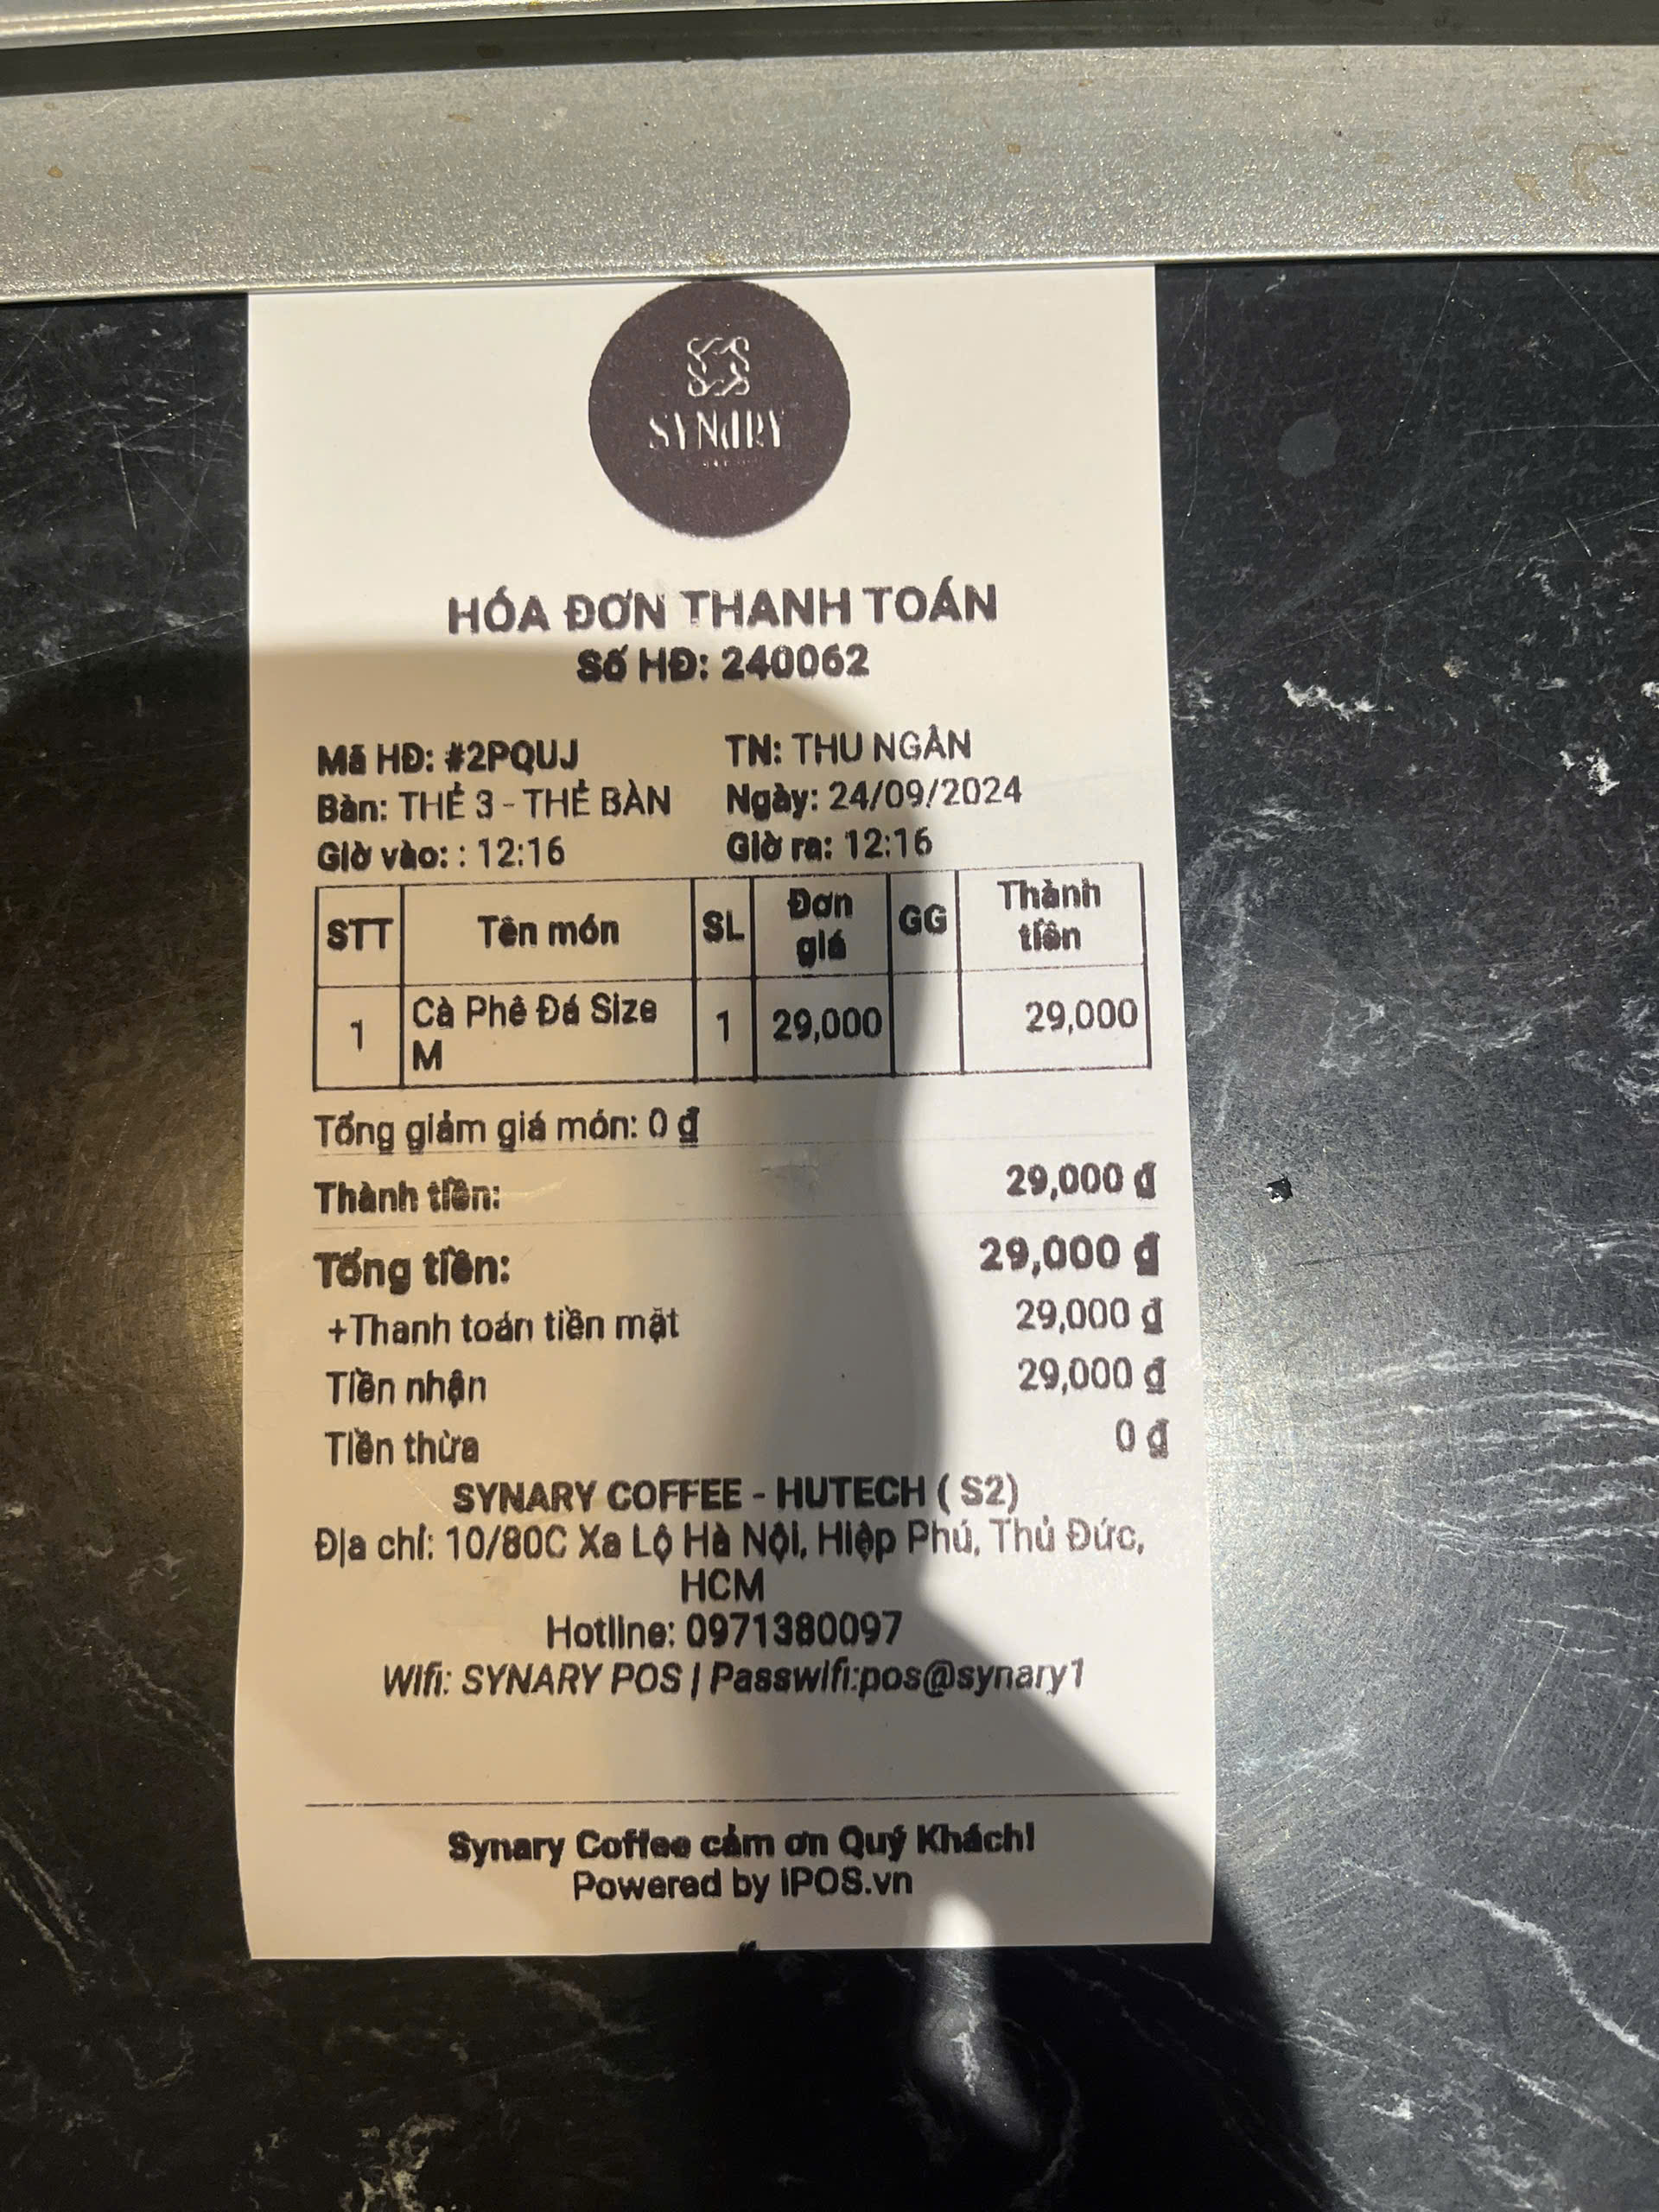 SYNARY
HÓA ĐƠN THANH TOÁN
Số HĐ: 240062
Mã HĐ: #2PQUJ TN: THU NGÂN
Bàn: THẺ 3 - THẺ BÀN Ngày: 24/09/2024
Giờ vào: : 12:16 Giờ ra: 12:16
STT Tên món SL Đơn giá GG Thành tiền
1 Cà Phê Đá Size M 1 29,000 29,000
Tổng giảm giá món: 0 ₫
Thành tiền: 29,000 ₫
Tổng tiền: 29,000 ₫
+Thanh toán tiền mặt 29,000 ₫
Tiền nhận 29,000 ₫
Tiền thừa 0 ₫
SYNARY COFFEE - HUTECH ( S2)
Địa chỉ: 10/80C Xa Lộ Hà Nội, Hiệp Phú, Thủ Đức,
HCM
Hotline: 0971380097
Wifi: SYNARY POS | Passwifi:pos@synary1
Synary Coffee cảm ơn Quý Khách!
Powered by IPOS.vn